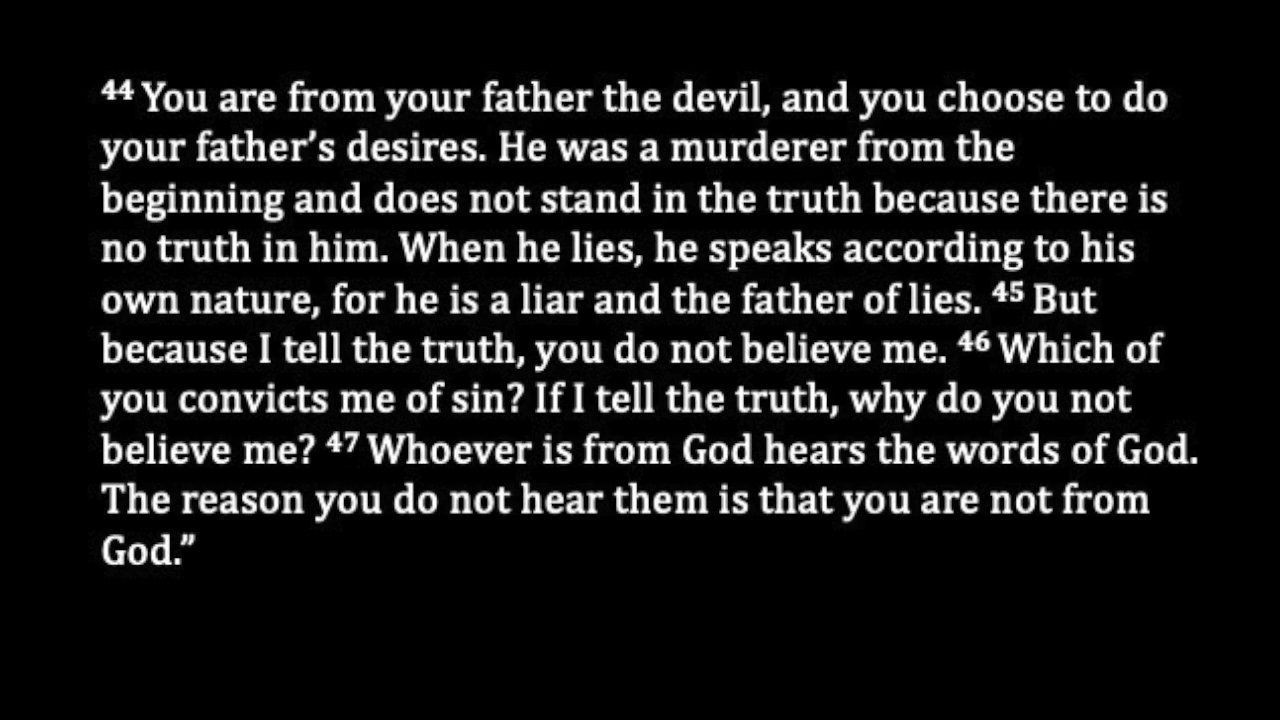 44 You are from your father the devil, and you choose to do
your father’s desires. He was a murderer from the
beginning and does not stand in the truth because there is
no truth in him. When he lies, he speaks according to his
own nature, for he is a liar and the father of lies. 45 But
because I tell the truth, you do not believe me. 46 Which of
you convicts me of sin? If I tell the truth, why do you not
believe me? 47 Whoever is from God hears the words of God.
The reason you do not hear them is that you are not from
God.”